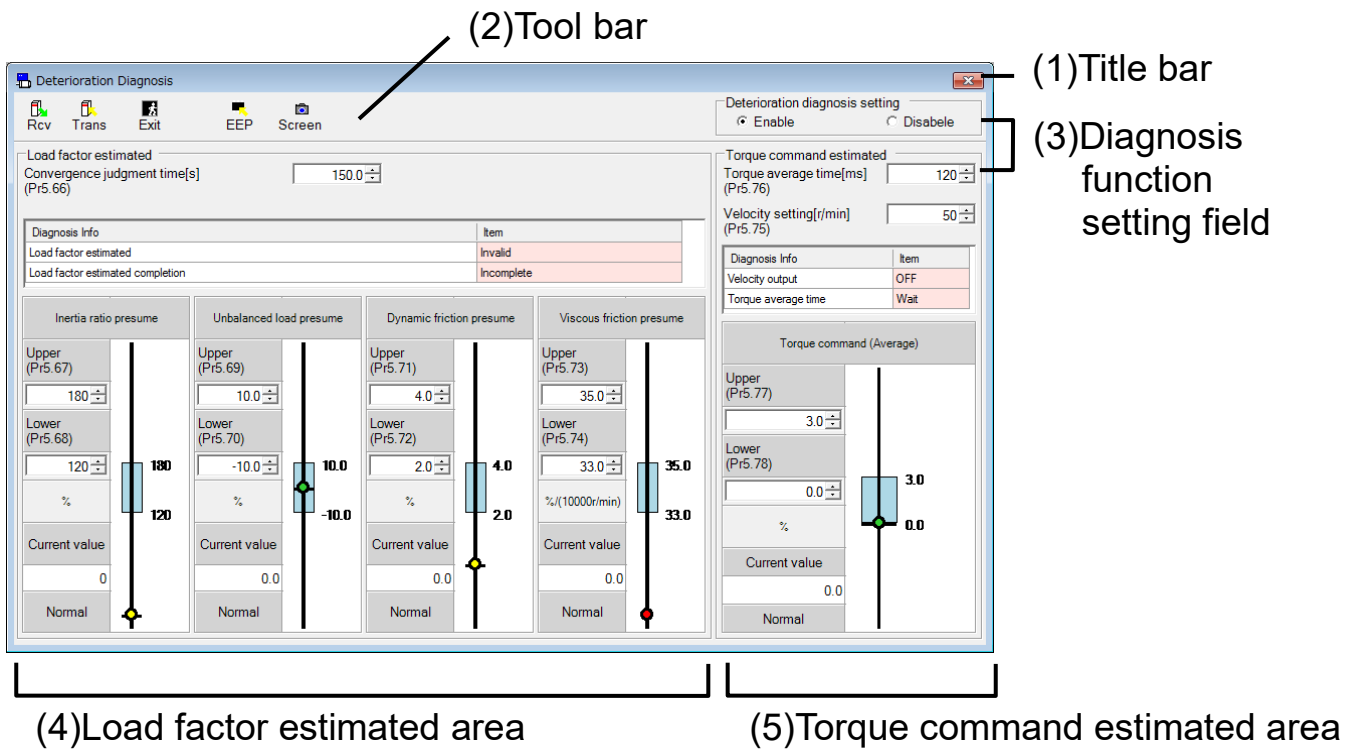 (2)Tool bar
(1)Title bar
Deterioration Diagnosis
Rcv Trans Exit EEP Screen
Deterioration diagnosis setting
Enable Disabele
(3)Diagnosis
function
setting field
Load factor estimated
Convergence judgment time[s] 150.0
(Pr5.66)
Torque command estimated
Torque average time[ms] 120
(Pr5.76)
Velocity setting[r/min] 50
(Pr5.75)
Diagnosis Info Item
Load factor estimated Invalid
Load factor estimated completion Incomplete
Diagnosis Info Item
Velocity output OFF
Torque average time Wait
Inertia ratio presume
Upper
(Pr5.67)
180
Lower
(Pr5.68)
120
180
%
120
Current value
0
Normal
Unbalanced load presume
Upper
(Pr5.69)
10.0
Lower
(Pr5.70)
-10.0
10.0
%
-10.0
Current value
0.0
Normal
Dynamic friction presume
Upper
(Pr5.71)
4.0
Lower
(Pr5.72)
2.0
4.0
%
2.0
Current value
0.0
Normal
Viscous friction presume
Upper
(Pr5.73)
35.0
Lower
(Pr5.74)
33.0
35.0
%/(10000r/min)
33.0
Current value
0.0
Normal
Torque command (Average)
Upper
(Pr5.77)
3.0
Lower
(Pr5.78)
0.0
3.0
%
0.0
Current value
0.0
Normal
(4)Load factor estimated area
(5)Torque command estimated area